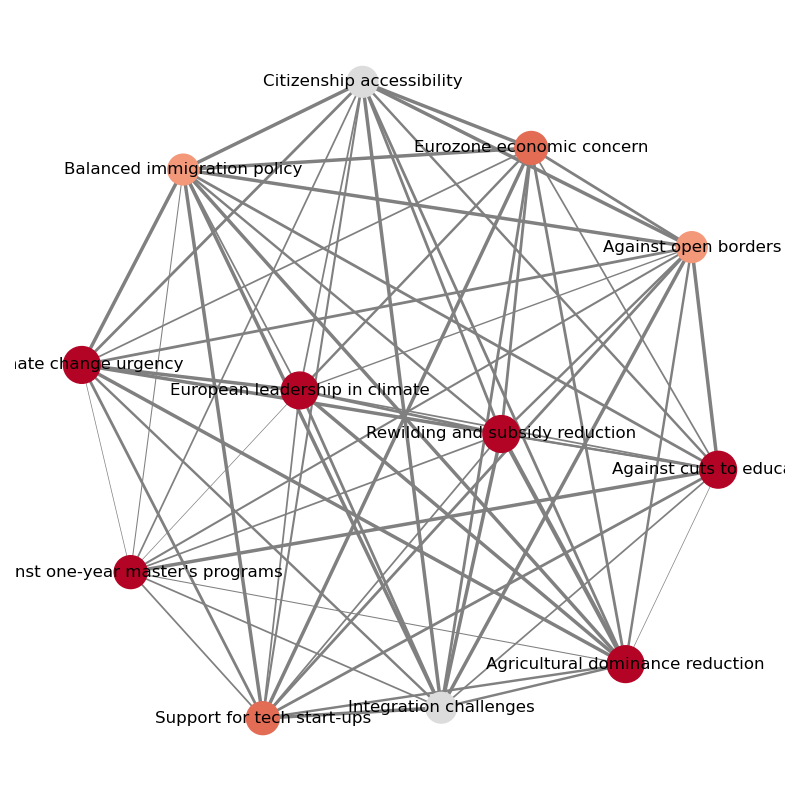 Citizenship accessibility
Eurozone economic concern
Balanced immigration policy
Against open borders
nate change urgency
European leadership in climate
Rewilding and subsidy reduction
Against cuts to educa
nst one-year master's programs
Agricultural dominance reduction
Integration challenges
Support for tech start-ups